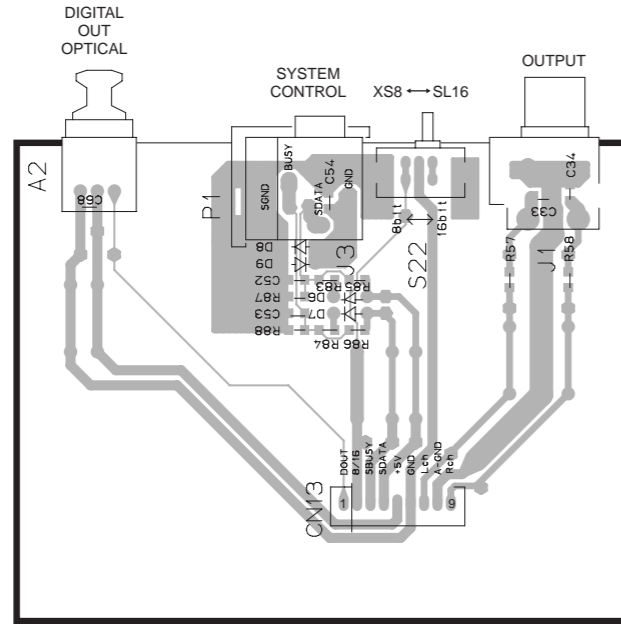 DIGITAL
OUT
OPTICAL
SYSTEM
CONTROL
XS8 ⟷ SL16
OUTPUT
A2
C68
P1
SGND
BUSY
SDATA
C54
GND
8bit
16bit
S22
J3
C33
C34
J1
R57
R58
D8
D9
C52
R83
R85
R87
D6
C53
D7
R88
R84
R86
DOUT
8/16
SBUSY
SDATA
+5V
GND
Lch
A-GND
Rch
CN13
1
9